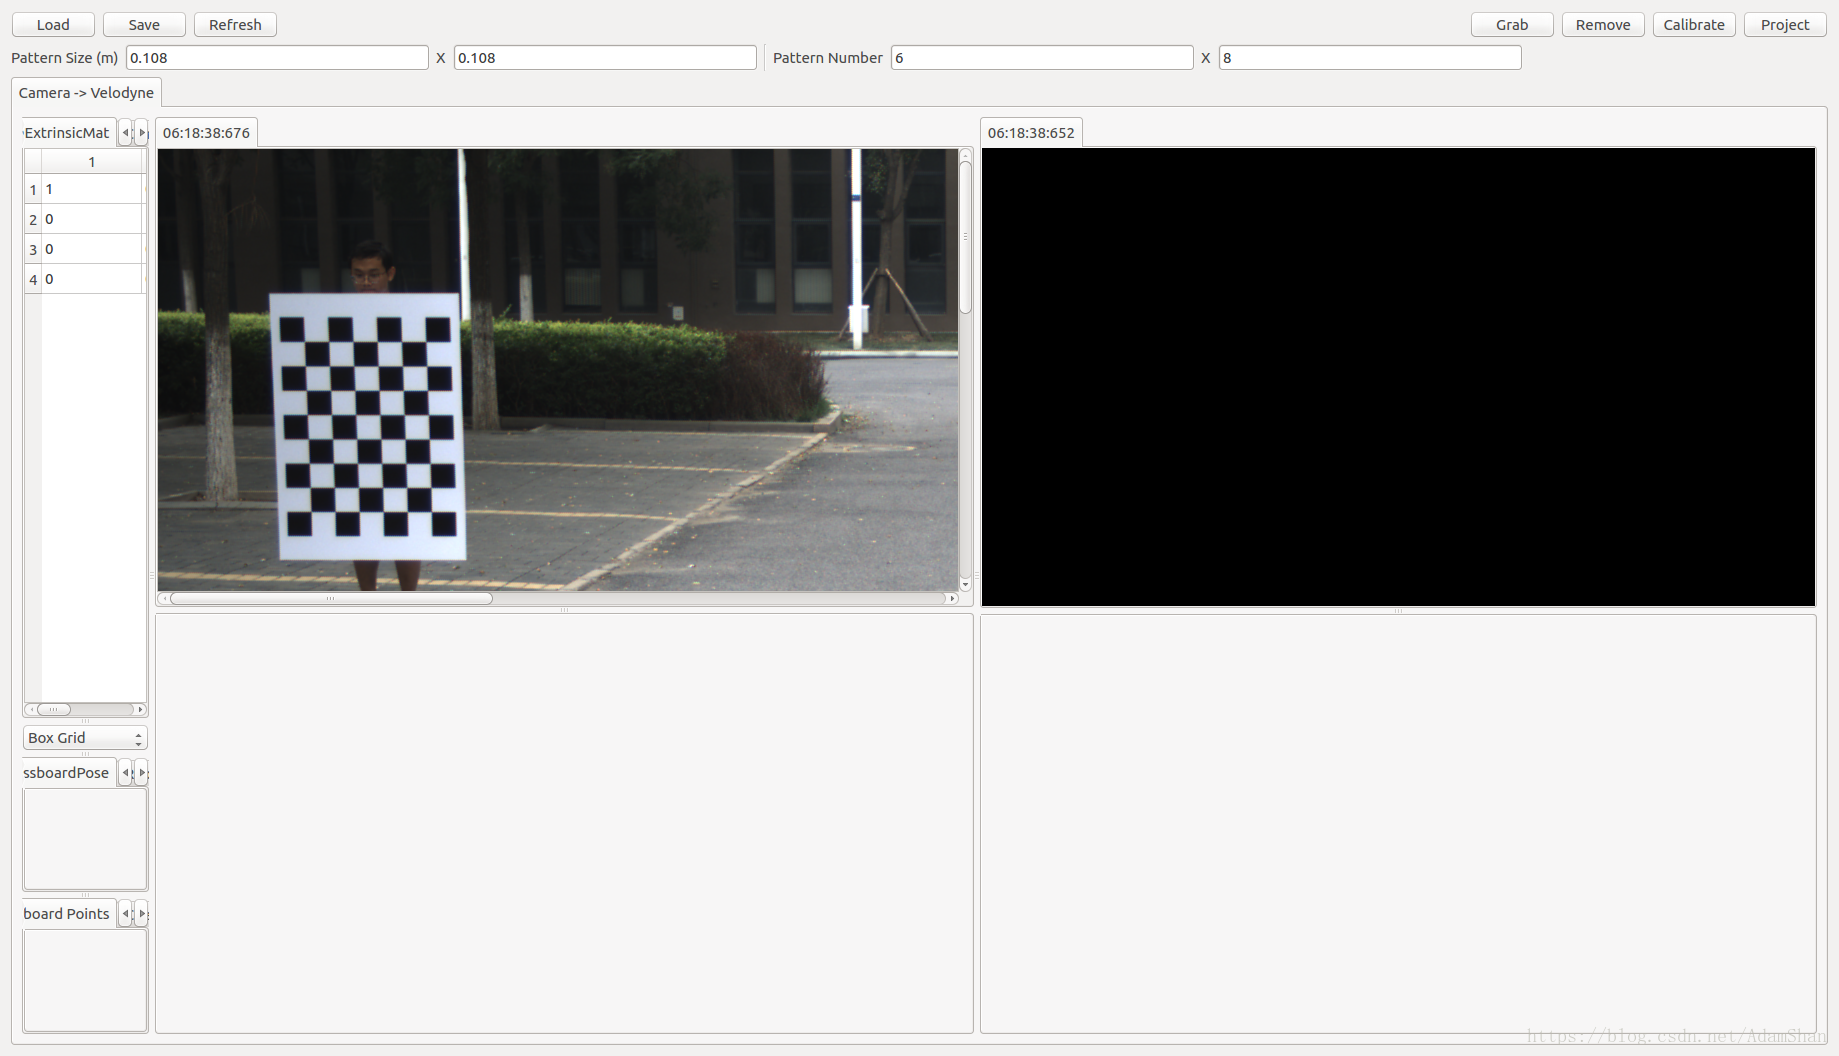 Load Save Refresh Grab Remove Calibrate Project
Pattern Size (m) 0.108 X 0.108 Pattern Number 6 X 8
Camera -> Velodyne
ExtrinsicMat
06:18:38:676
06:18:38:652
1
1 1
2 0
3 0
4 0
Box Grid
ssboardPose
board Points
https://blog.csdn.net/AdamShan